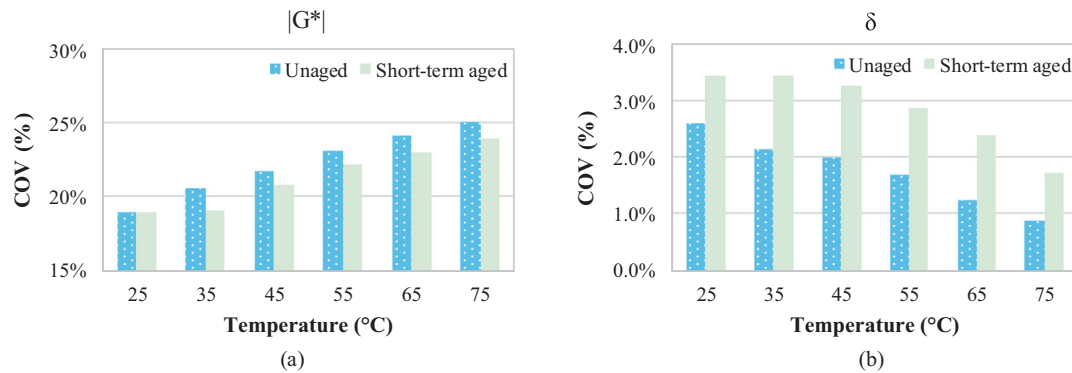 |G*|
30%
25%
20%
15%
COV (%)
Unaged Short-term aged
25 35 45 55 65 75
Temperature (°C)
(a)
δ
4.0%
3.0%
2.0%
1.0%
0.0%
COV (%)
Unaged Short-term aged
25 35 45 55 65 75
Temperature (°C)
(b)